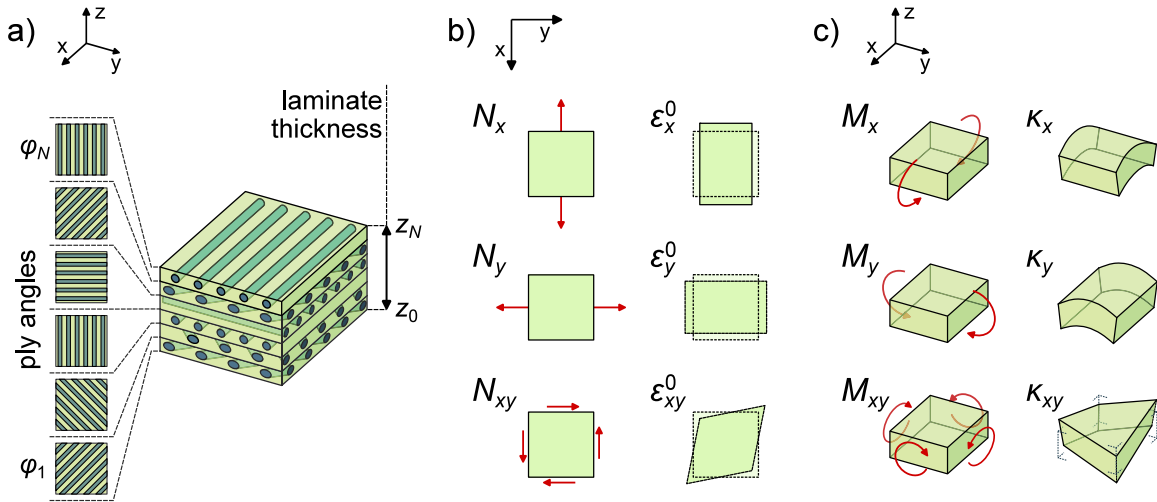 a)
z
x
y
laminate
thickness
φN
ply angles
φ1
zN
z0
b)
y
x
Nx
εx0
Ny
εy0
Nxy
εxy0
c)
z
x
y
Mx
κx
My
κy
Mxy
κxy